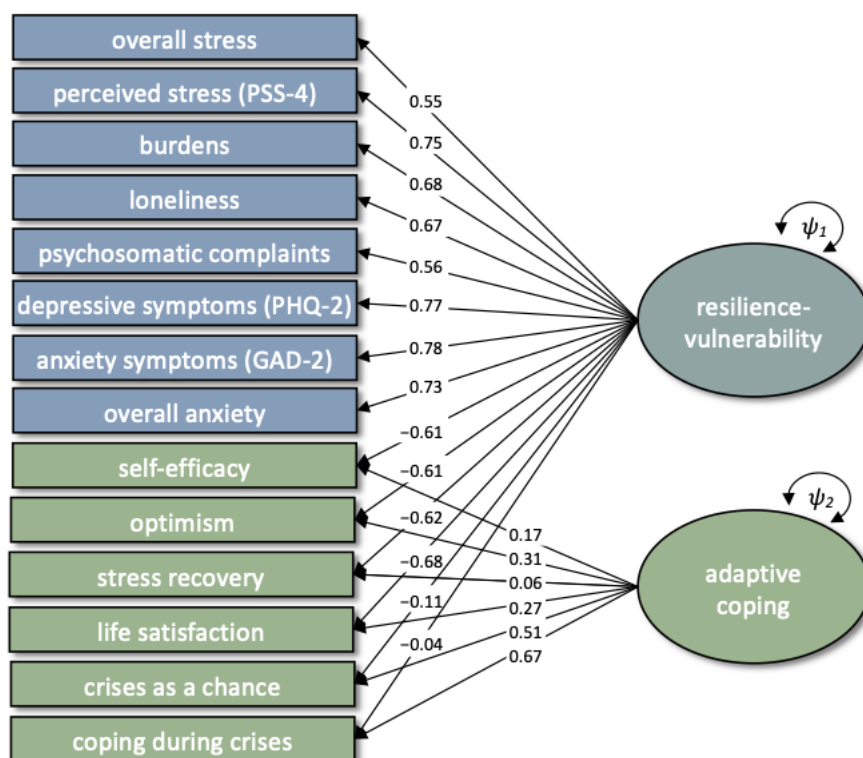 overall stress
perceived stress (PSS-4)
burdens
loneliness
psychosomatic complaints
depressive symptoms (PHQ-2)
anxiety symptoms (GAD-2)
overall anxiety
self-efficacy
optimism
stress recovery
life satisfaction
crises as a chance
coping during crises
0.55
0.75
0.68
0.67
0.56
0.77
0.78
0.73
−0.61
−0.61
−0.62
−0.68
−0.11
−0.04
0.17
0.31
0.06
0.27
0.51
0.67
ψ1
resilience-
vulnerability
ψ2
adaptive
coping